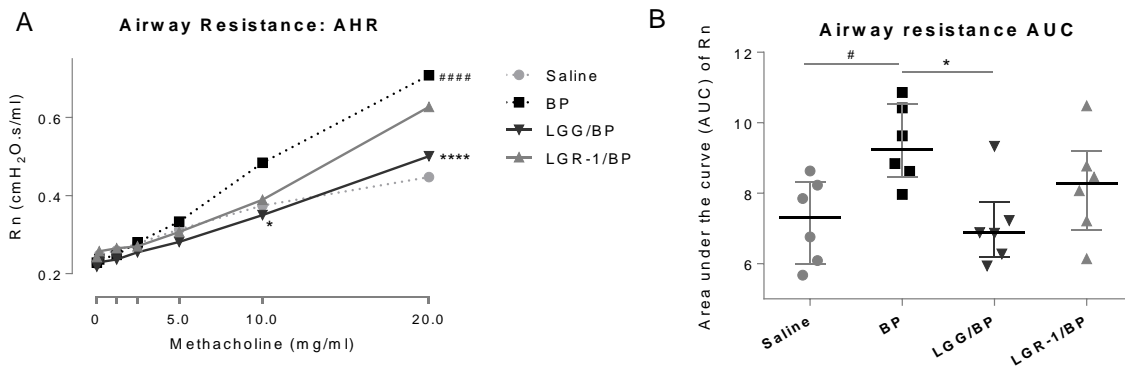 A
Airway Resistance: AHR
Rn (cmH2O.s/ml)
0.6
0.4
0.2
####
****
*
0
5.0
10.0
20.0
Methacholine (mg/ml)
Saline
BP
LGG/BP
LGR-1/BP
B
Airway resistance AUC
Area under the curve (AUC) of Rn
12
10
8
6
#
*
Saline
BP
LGG/BP
LGR-1/BP